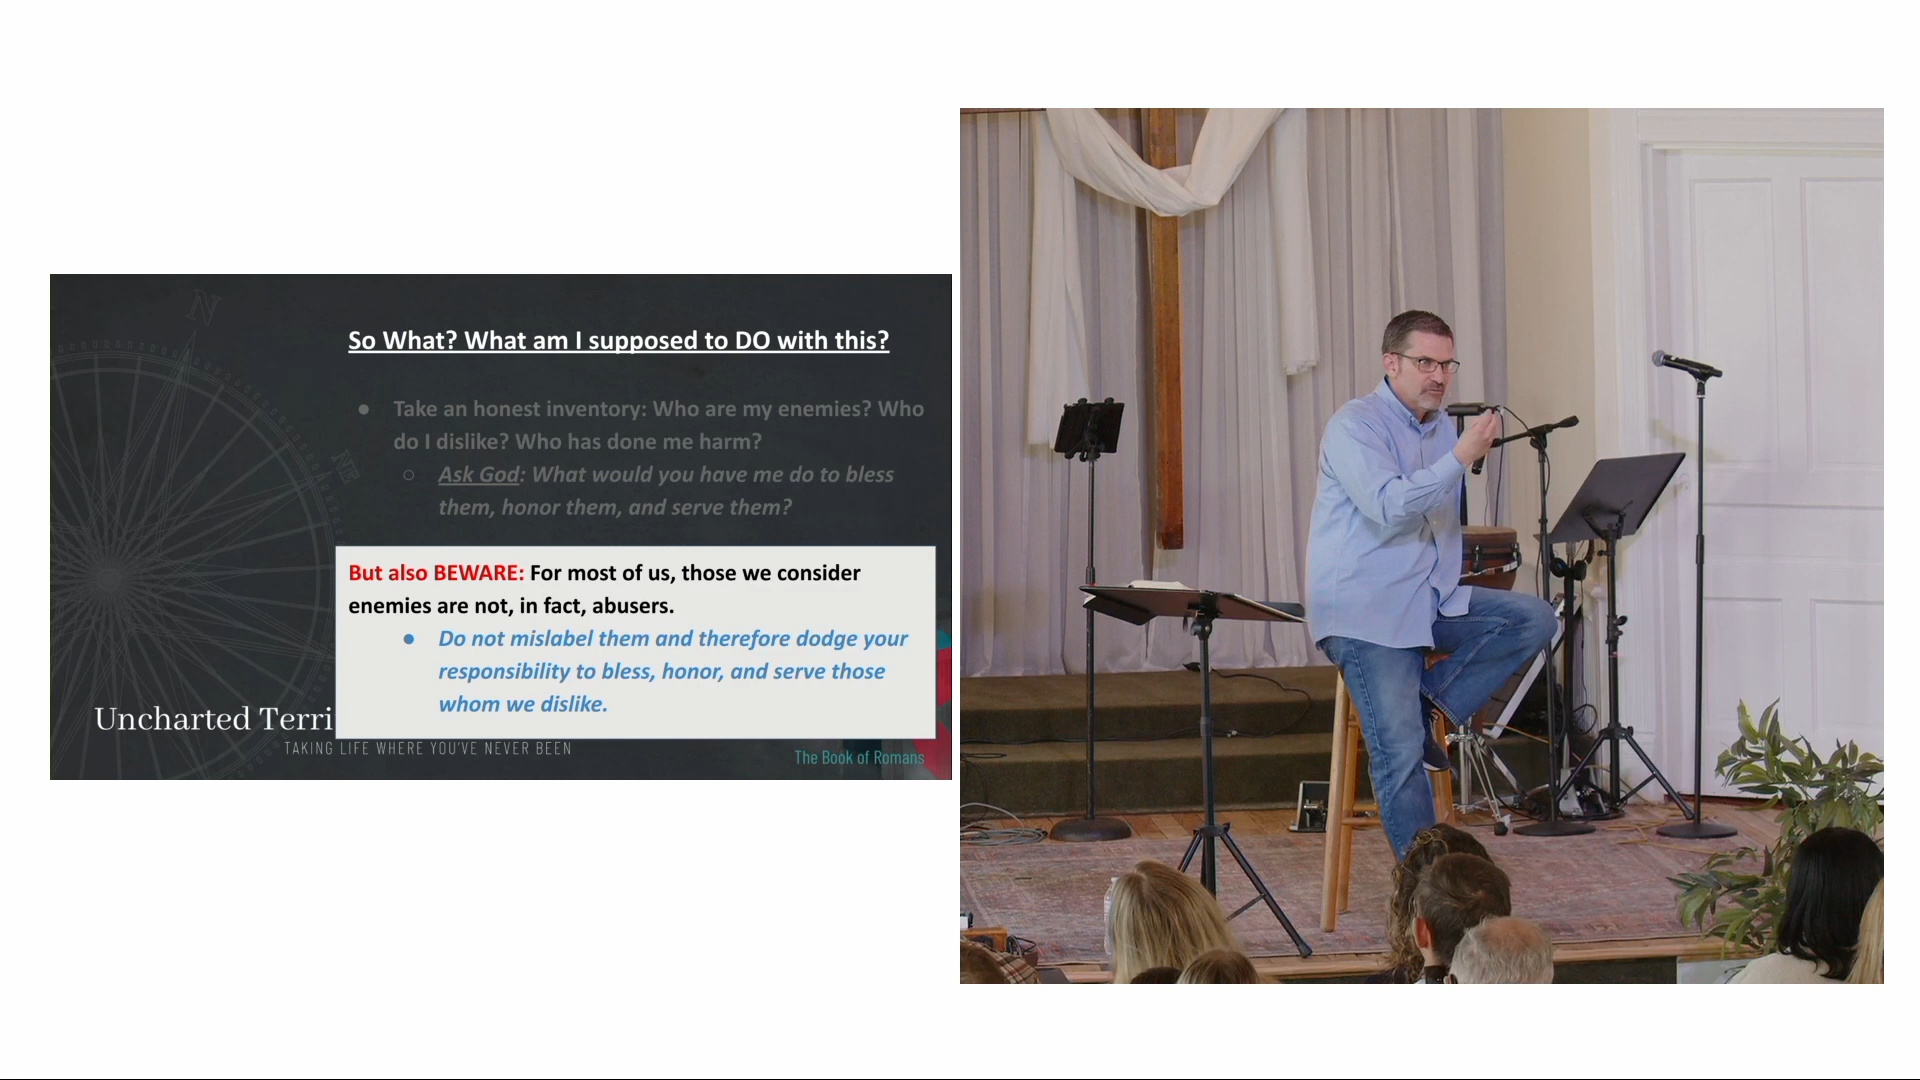 N
NE
So What? What am I supposed to DO with this?
● Take an honest inventory: Who are my enemies? Who
do I dislike? Who has done me harm?
○ Ask God: What would you have me do to bless
them, honor them, and serve them?
But also BEWARE: For most of us, those we consider
enemies are not, in fact, abusers.
● Do not mislabel them and therefore dodge your
responsibility to bless, honor, and serve those
whom we dislike.
Uncharted Terri
TAKING LIFE WHERE YOU'VE NEVER BEEN
The Book of Romans